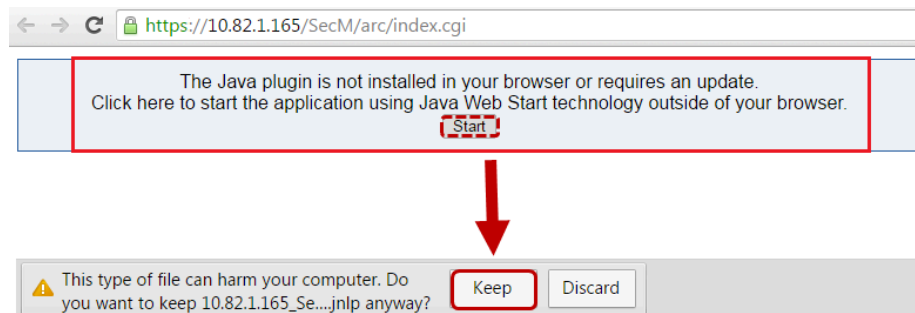 https://10.82.1.165/SecM/arc/index.cgi
The Java plugin is not installed in your browser or requires an update.
Click here to start the application using Java Web Start technology outside of your browser.
Start
This type of file can harm your computer. Do
you want to keep 10.82.1.165_Se....jnlp anyway?
Keep
Discard